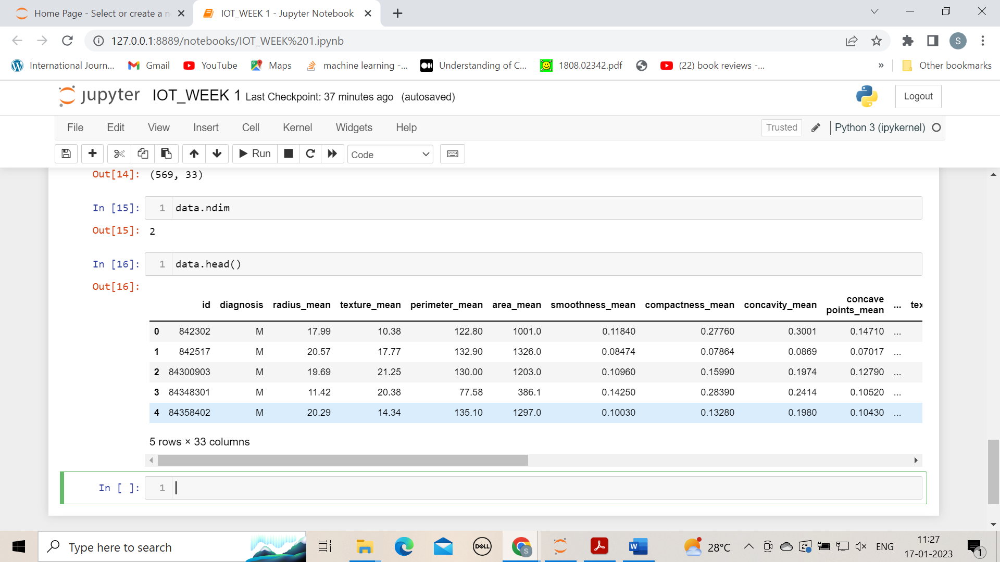 Home Page - Select or create a n
IOT_WEEK 1 - Jupyter Notebook
127.0.0.1:8889/notebooks/IOT_WEEK%201.ipynb
S
International Journ...
Gmail
YouTube
Maps
machine learning -...
Understanding of C...
1808.02342.pdf
(22) book reviews -...
»
Other bookmarks
jupyter IOT_WEEK 1 Last Checkpoint: 37 minutes ago (autosaved)
Logout
File Edit View Insert Cell Kernel Widgets Help
Trusted
Python 3 (ipykernel)
Run
Code
Out[14]: (569, 33)
In [15]: 1 data.ndim
Out[15]: 2
In [16]: 1 data.head()
Out[16]:
id diagnosis radius_mean texture_mean perimeter_mean area_mean smoothness_mean compactness_mean concavity_mean concave points_mean ... tex
0 842302 M 17.99 10.38 122.80 1001.0 0.11840 0.27760 0.3001 0.14710 ...
1 842517 M 20.57 17.77 132.90 1326.0 0.08474 0.07864 0.0869 0.07017 ...
2 84300903 M 19.69 21.25 130.00 1203.0 0.10960 0.15990 0.1974 0.12790 ...
3 84348301 M 11.42 20.38 77.58 386.1 0.14250 0.28390 0.2414 0.10520 ...
4 84358402 M 20.29 14.34 135.10 1297.0 0.10030 0.13280 0.1980 0.10430 ...
5 rows × 33 columns
In [ ]: 1
Type here to search
DELL
S
W
28°C
ENG
11:27
17-01-2023
1